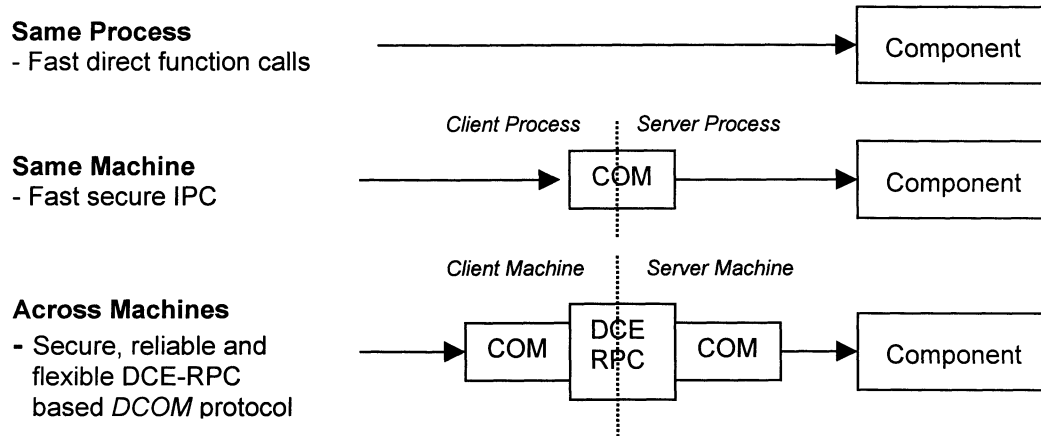 Same Process
- Fast direct function calls
Component
Client Process
Server Process
Same Machine
- Fast secure IPC
COM
Component
Client Machine
Server Machine
Across Machines
- Secure, reliable and
flexible DCE-RPC
based DCOM protocol
COM
DCE
RPC
COM
Component